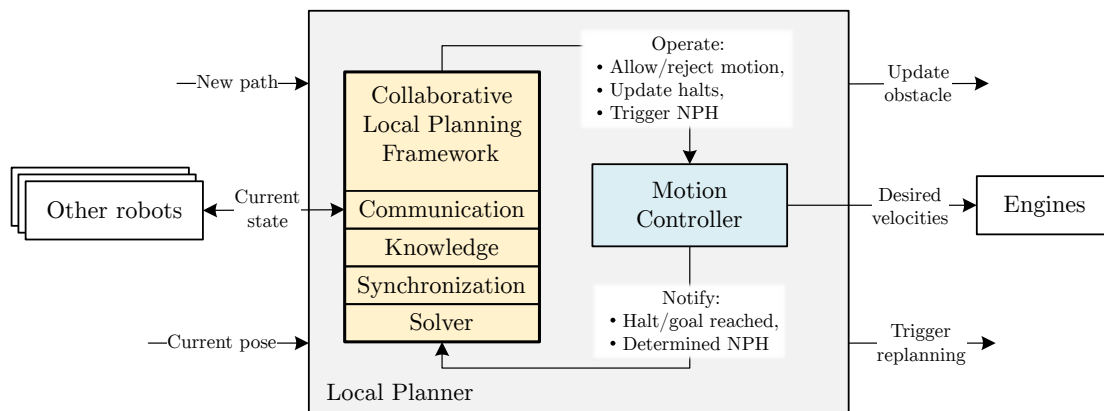 New path
Current pose
Other robots
Current
state
Collaborative
Local Planning
Framework
Communication
Knowledge
Synchronization
Solver
Local Planner
Operate:
• Allow/reject motion,
• Update halts,
• Trigger NPH
Motion
Controller
Notify:
• Halt/goal reached,
• Determined NPH
Update
obstacle
Desired
velocities
Engines
Trigger
replanning